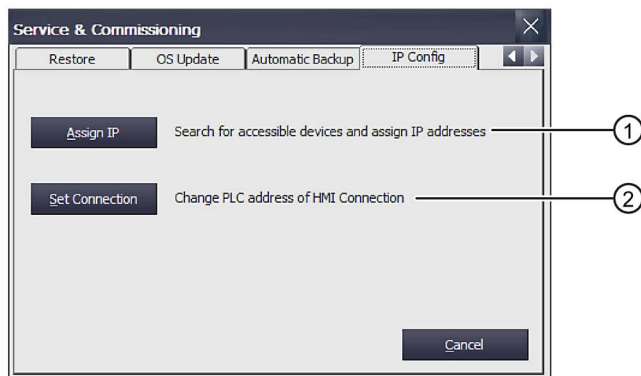 Service & Commissioning
Restore OS Update Automatic Backup IP Config
Assign IP Search for accessible devices and assign IP addresses 1
Set Connection Change PLC address of HMI Connection 2
Cancel